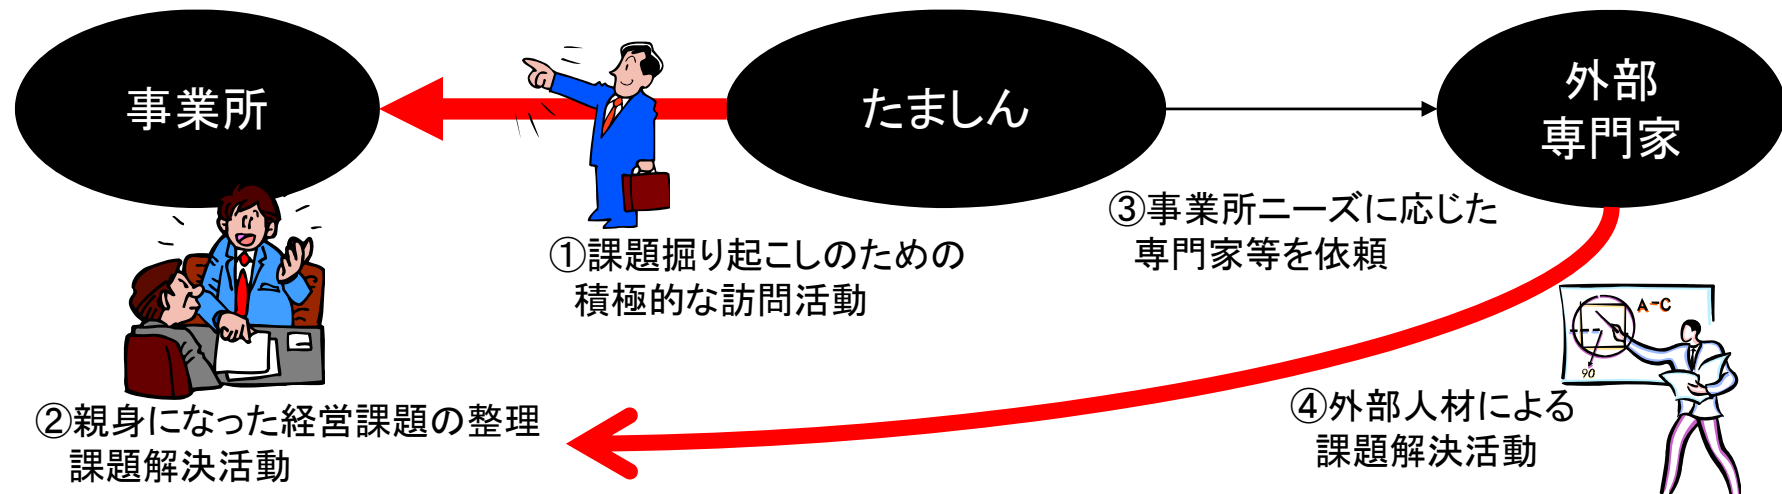 事業所
たましん
外部
専門家
①課題掘り起こしのための
積極的な訪問活動
②親身になった経営課題の整理
課題解決活動
③事業所ニーズに応じた
専門家等を依頼
④外部人材による
課題解決活動
A-C
90